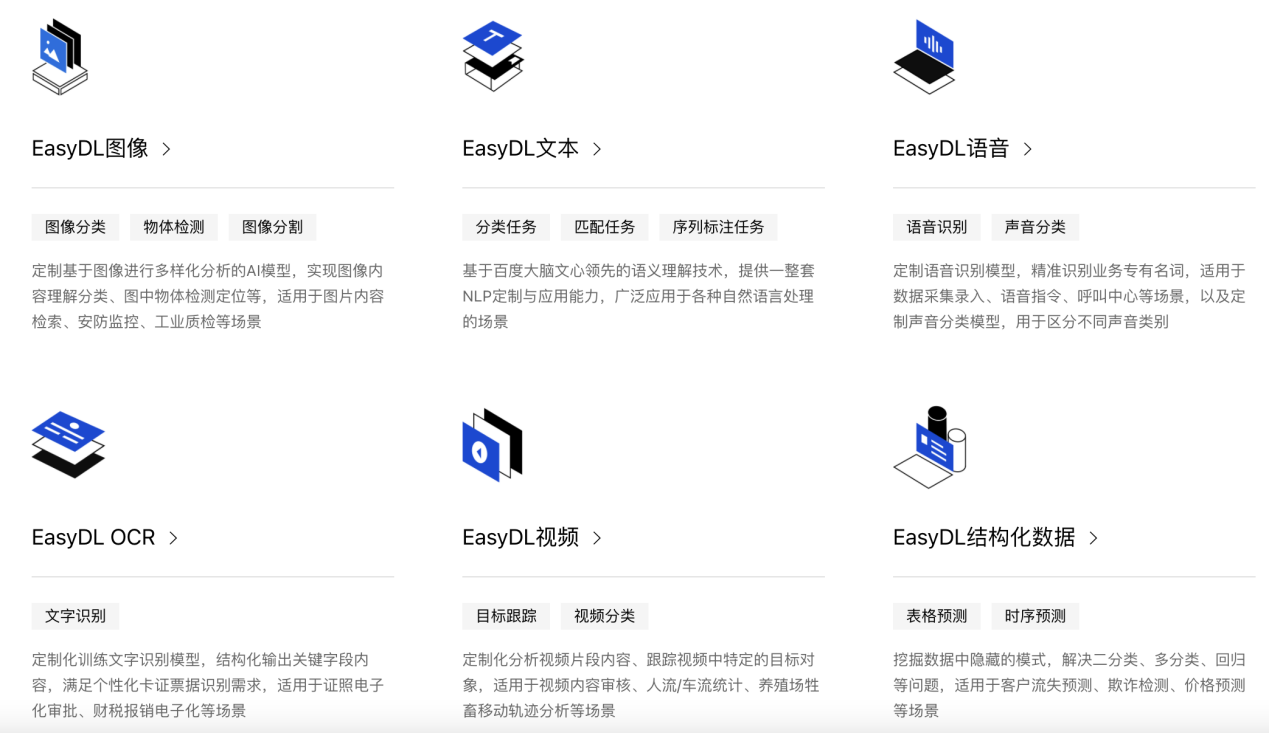 EasyDL图像
图像分类 物体检测 图像分割
定制基于图像进行多样化分析的AI模型，实现图像内
容理解分类、图中物体检测定位等，适用于图片内容
检索、安防监控、工业质检等场景
EasyDL文本
分类任务 匹配任务 序列标注任务
基于百度大脑文心领先的语义理解技术，提供一整套
NLP定制与应用能力，广泛应用于各种自然语言处理
的场景
EasyDL语音
语音识别 声音分类
定制语音识别模型，精准识别业务专有名词，适用于
数据采集录入、语音指令、呼叫中心等场景，以及定
制声音分类模型，用于区分不同声音类别
EasyDL OCR
文字识别
定制化训练文字识别模型，结构化输出关键字段内
容，满足个性化卡证票据识别需求，适用于证照电子
化审批、财税报销电子化等场景
EasyDL视频
目标跟踪 视频分类
定制化分析视频片段内容、跟踪视频中特定的目标对
象，适用于视频内容审核、人流/车流统计、养殖场牲
畜移动轨迹分析等场景
EasyDL结构化数据
表格预测 时序预测
挖掘数据中隐藏的模式，解决二分类、多分类、回归
等问题，适用于客户流失预测、欺诈检测、价格预测
等场景